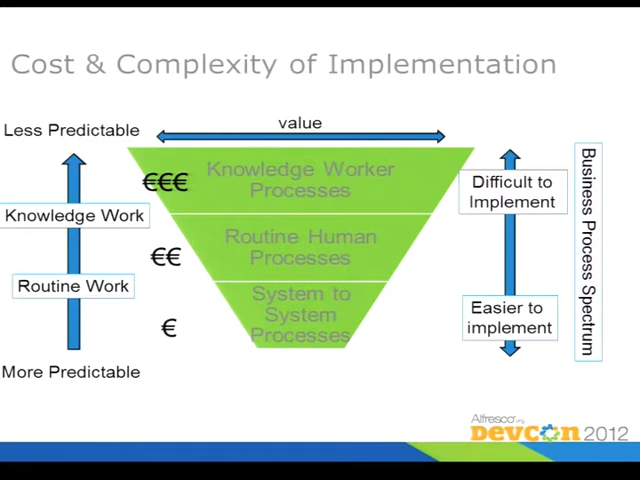 Cost & Complexity of Implementation
value
Less Predictable
€€€
Knowledge Worker
Processes
Difficult to
Implement
Knowledge Work
€€
Routine Human
Processes
Routine Work
€
System to
System
Processes
Easier to
implement
More Predictable
Business Process Spectrum
Alfresco
DEVCON 2012